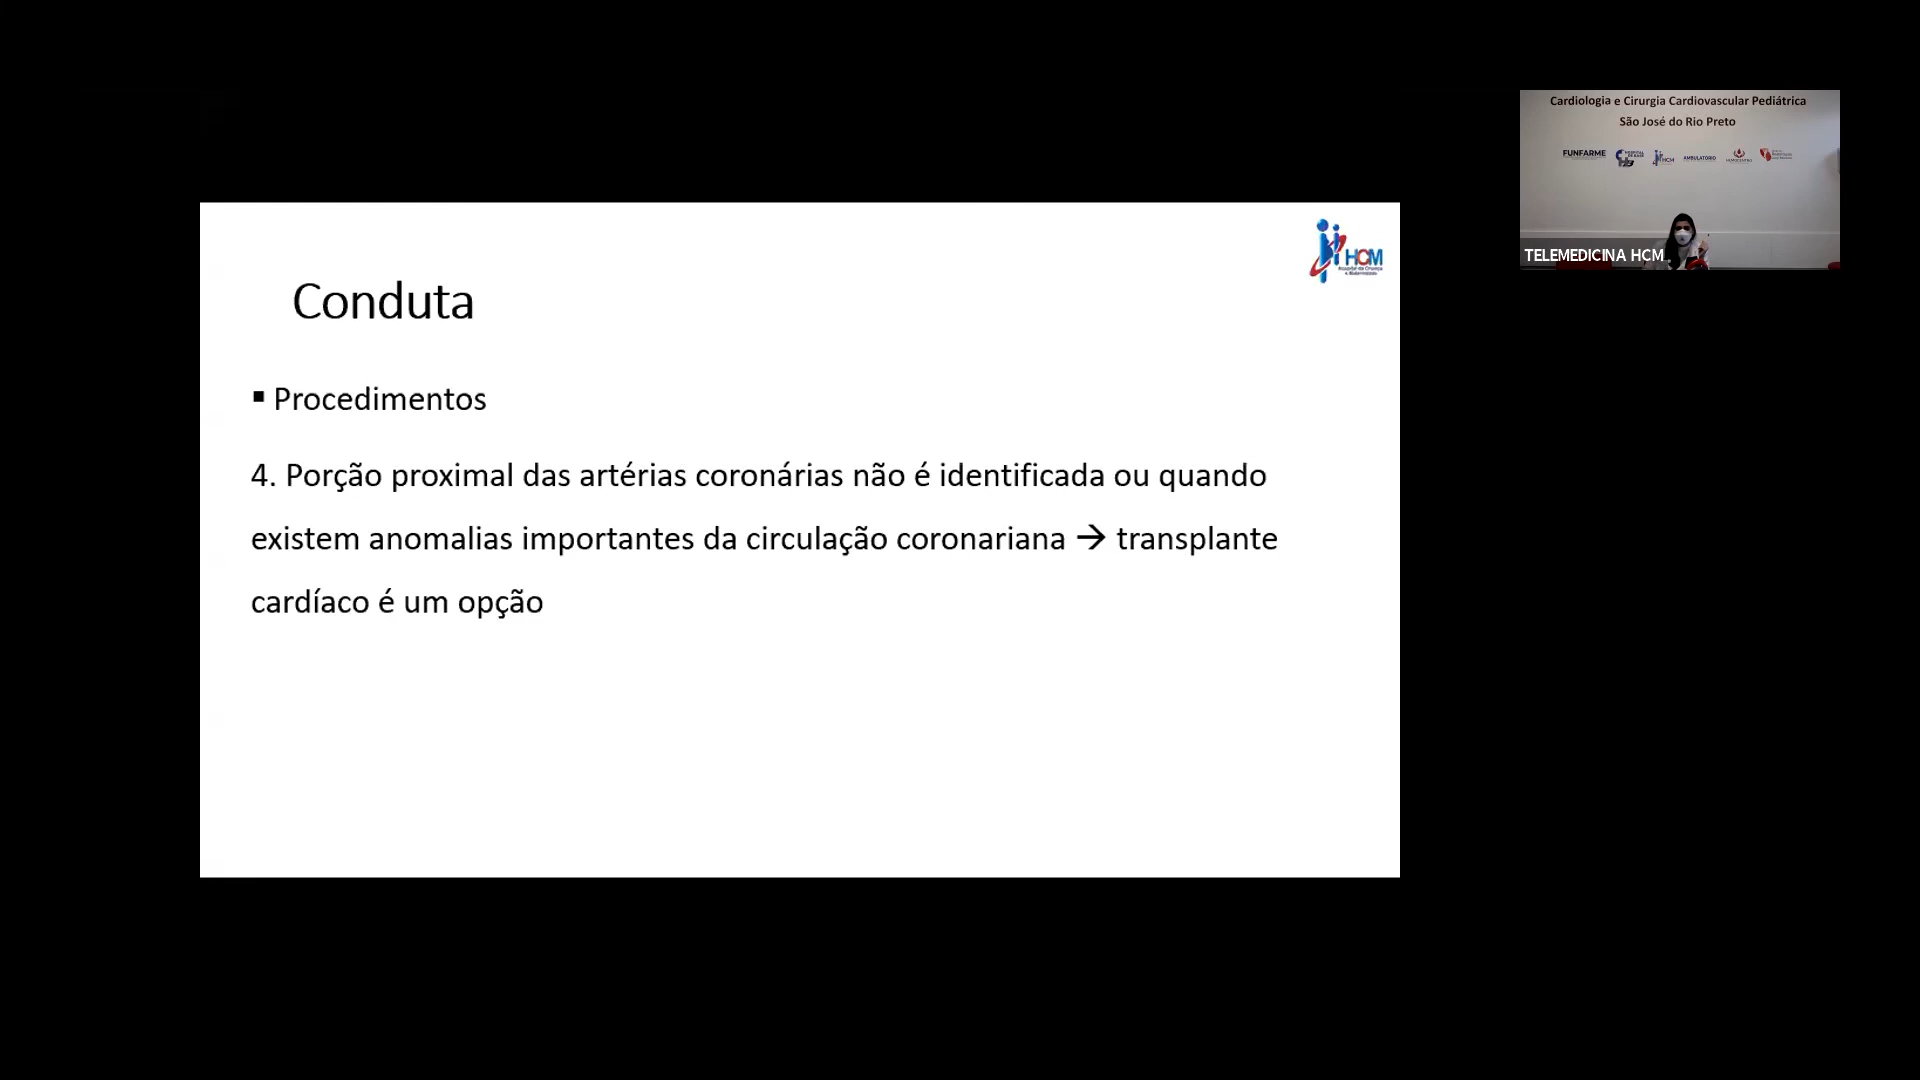 Cardiologia e Cirurgia Cardiovascular Pediátrica
São José do Rio Preto
FUNFARME
HCM
AMBULATORIO
TELEMEDICINA HCM
HCM
Conduta
▪ Procedimentos
4. Porção proximal das artérias coronárias não é identificada ou quando
existem anomalias importantes da circulação coronariana → transplante
cardíaco é um opção